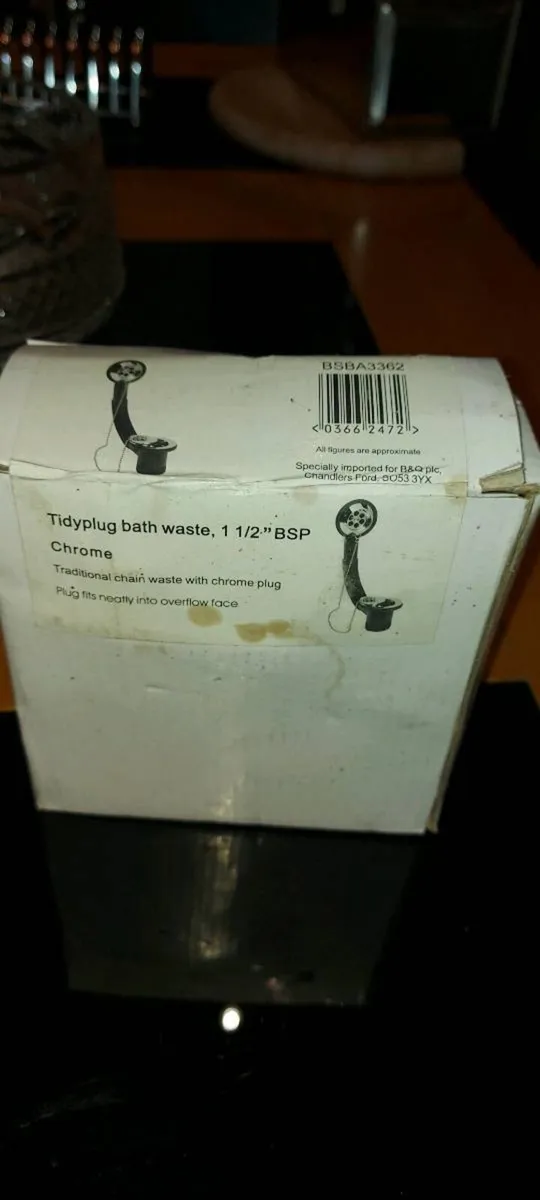 BSBA3362
<0366 2472>
All figures are approximate
Specially imported for B&Q plc,
Chandlers Ford, SO53 3YX
Tidyplug bath waste, 1 1/2" BSP
Chrome
Traditional chain waste with chrome plug
Plug fits neatly into overflow face